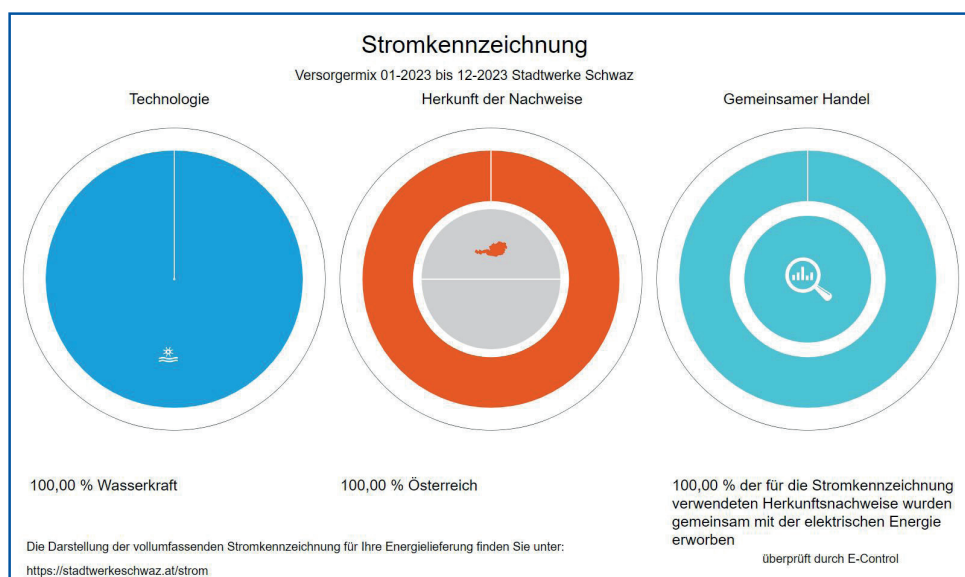 Stromkennzeichnung
Versorgermix 01-2023 bis 12-2023 Stadtwerke Schwaz
Technologie
Herkunft der Nachweise
Gemeinsamer Handel
100,00 % Wasserkraft
100,00 % Österreich
100,00 % der für die Stromkennzeichnung
verwendeten Herkunftsnachweise wurden
gemeinsam mit der elektrischen Energie
erworben
Die Darstellung der vollumfassenden Stromkennzeichnung für Ihre Energielieferung finden Sie unter:
https://stadtwerkeschwaz.at/strom
überprüft durch E-Control